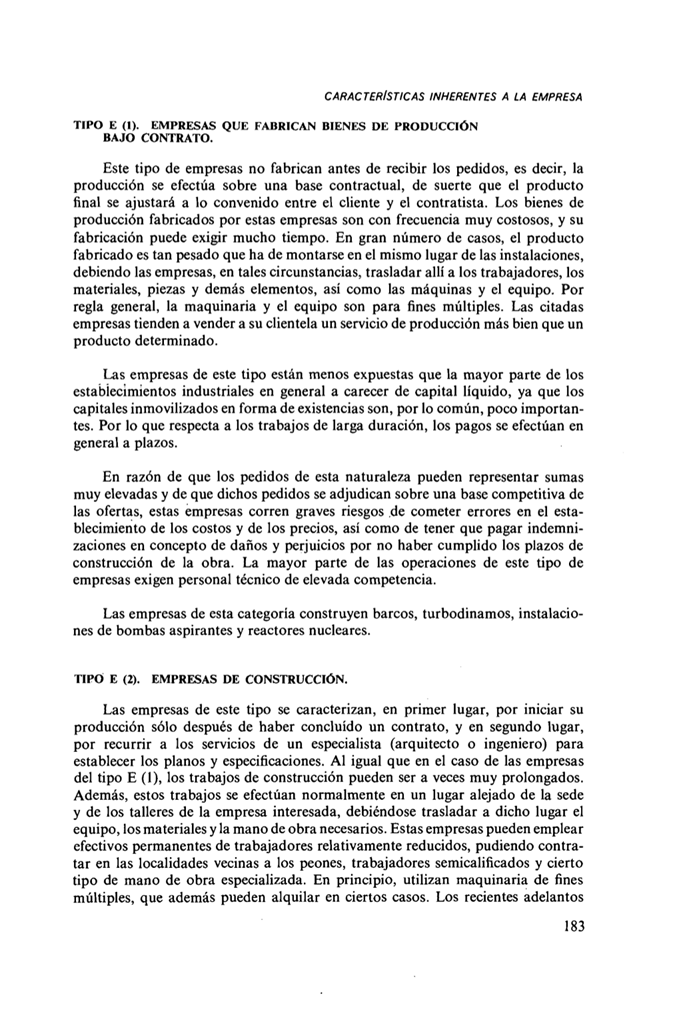 CARACTERÍSTICAS INHERENTES A LA EMPRESA
TIPO E (1). EMPRESAS QUE FABRICAN BIENES DE PRODUCCIÓN
BAJO CONTRATO.
Este tipo de empresas no fabrican antes de recibir los pedidos, es decir, la
producción se efectúa sobre una base contractual, de suerte que el producto
final se ajustará a lo convenido entre el cliente y el contratista. Los bienes de
producción fabricados por estas empresas son con frecuencia muy costosos, y su
fabricación puede exigir mucho tiempo. En gran número de casos, el producto
fabricado es tan pesado que ha de montarse en el mismo lugar de las instalaciones,
debiendo las empresas, en tales circunstancias, trasladar allí a los trabajadores, los
materiales, piezas y demás elementos, así como las máquinas y el equipo. Por
regla general, la maquinaria y el equipo son para fines múltiples. Las citadas
empresas tienden a vender a su clientela un servicio de producción más bien que un
producto determinado.
Las empresas de este tipo están menos expuestas que la mayor parte de los
establecimientos industriales en general a carecer de capital líquido, ya que los
capitales inmovilizados en forma de existencias son, por lo común, poco importan-
tes. Por lo que respecta a los trabajos de larga duración, los pagos se efectúan en
general a plazos.
En razón de que los pedidos de esta naturaleza pueden representar sumas
muy elevadas y de que dichos pedidos se adjudican sobre una base competitiva de
las ofertas, estas empresas corren graves riesgos de cometer errores en el esta-
blecimiento de los costos y de los precios, así como de tener que pagar indemni-
zaciones en concepto de daños y perjuicios por no haber cumplido los plazos de
construcción de la obra. La mayor parte de las operaciones de este tipo de
empresas exigen personal técnico de elevada competencia.
Las empresas de esta categoría construyen barcos, turbodinamos, instalacio-
nes de bombas aspirantes y reactores nucleares.
TIPO E (2). EMPRESAS DE CONSTRUCCIÓN.
Las empresas de este tipo se caracterizan, en primer lugar, por iniciar su
producción sólo después de haber concluído un contrato, y en segundo lugar,
por recurrir a los servicios de un especialista (arquitecto o ingeniero) para
establecer los planos y especificaciones. Al igual que en el caso de las empresas
del tipo E (1), los trabajos de construcción pueden ser a veces muy prolongados.
Además, estos trabajos se efectúan normalmente en un lugar alejado de la sede
y de los talleres de la empresa interesada, debiéndose trasladar a dicho lugar el
equipo, los materiales y la mano de obra necesarios. Estas empresas pueden emplear
efectivos permanentes de trabajadores relativamente reducidos, pudiendo contra-
tar en las localidades vecinas a los peones, trabajadores semicalificados y cierto
tipo de mano de obra especializada. En principio, utilizan maquinaria de fines
múltiples, que además pueden alquilar en ciertos casos. Los recientes adelantos
183